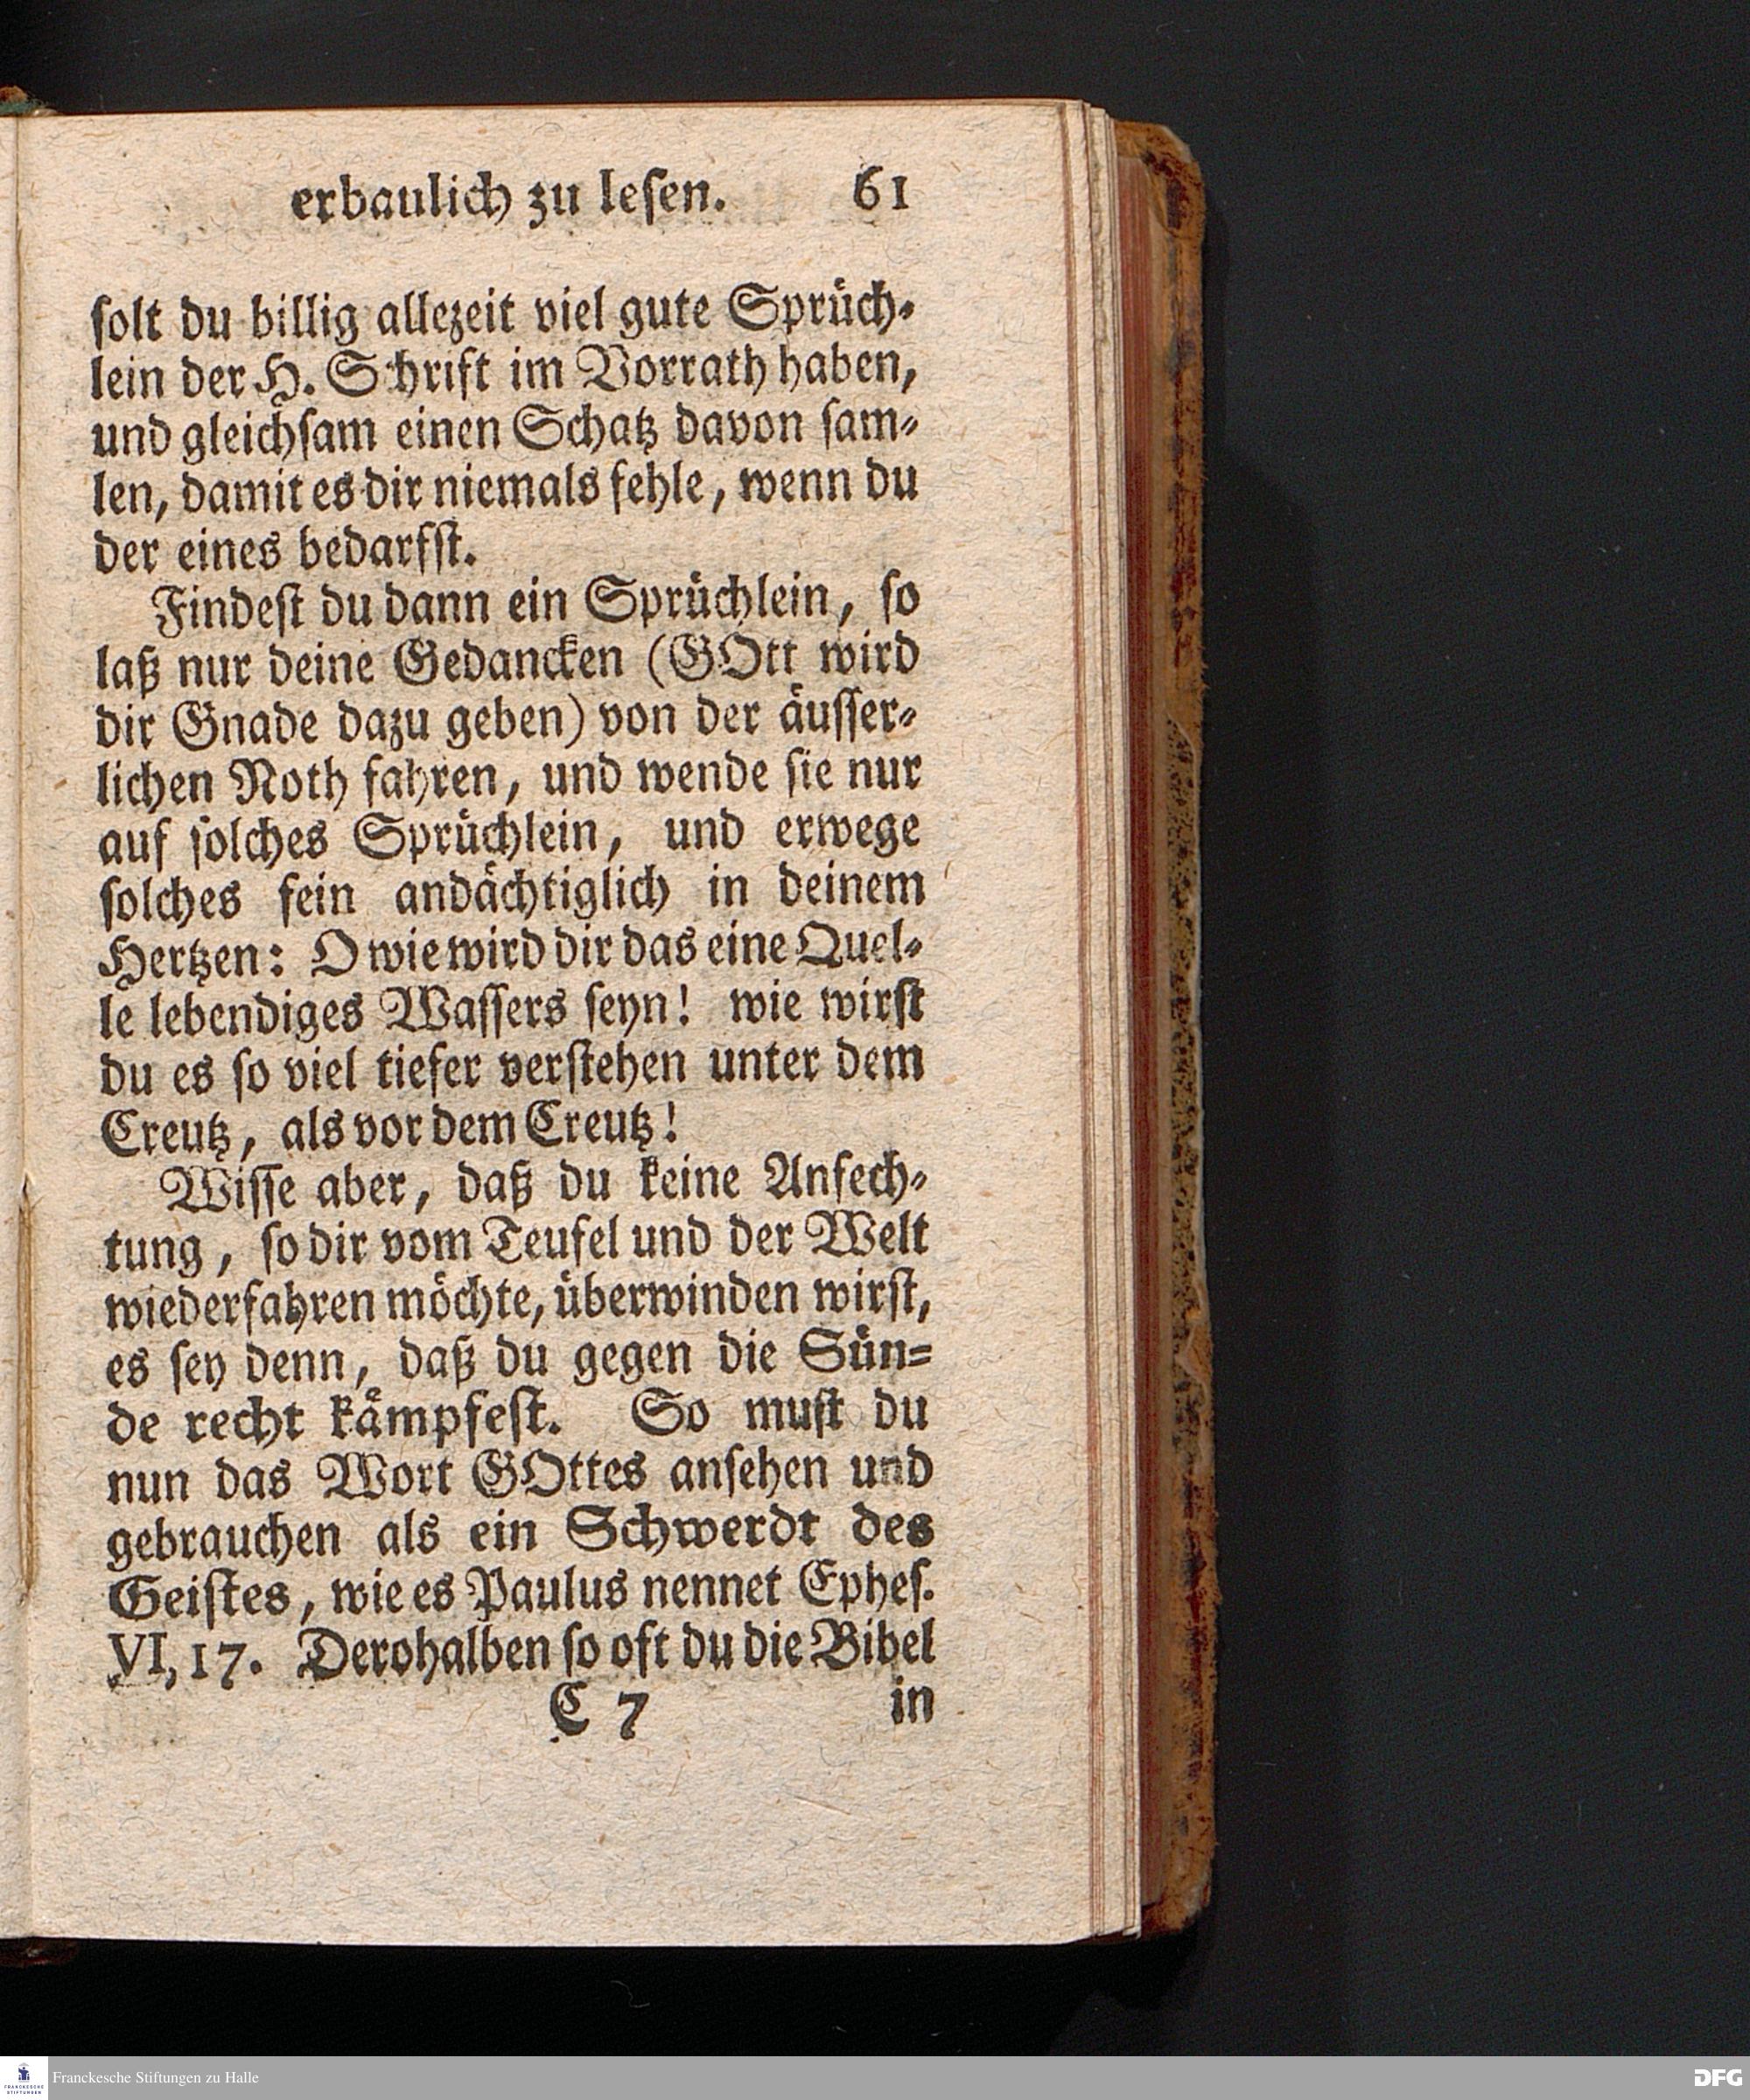 erbaulich zu leſen. 61
ſolt du billig allezeit viel gute Sprüch⸗
lein der H. Schrift im Vorrath haben,
und gleichſam einen Schatz davon ſam⸗
len, damit es dir niemals fehle, wenn du
der eines bedarfſt.
Findeſt du dann ein Sprüchlein, ſo
laß nur deine Gedancken (GOtt wird
dir Gnade dazu geben) von der äuſſer⸗
lichen Noth fahren, und wende ſie nur
auf ſolches Sprüchlein, und erwege
ſolches fein andächtiglich in deinem
Hertzen: O wie wird dir das eine Quel⸗
le lebendiges Waſſers ſeyn! wie wirſt
du es ſo viel tiefer verſtehen unter dem
Creutz, als vor dem Creutz!
Wiſſe aber, daß du keine Anfech⸗
tung, ſo dir vom Teufel und der Welt
wiederfahren möchte, überwinden wirſt,
es ſey denn, daß du gegen die Sün⸗
de recht kämpfeſt. So muſt du
nun das Wort GOttes anſehen und
gebrauchen als ein Schwerdt des
Geiſtes, wie es Paulus nennet Epheſ.
VI, 17. Derohalben ſo oft du die Bibel
C 7 in
FRANCKESCHE STIFTUNGEN
Franckesche Stiftungen zu Halle
DFG